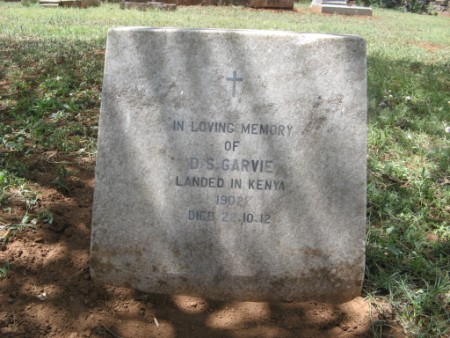 IN LOVING MEMORY
OF
D.S.GARVIE
LANDED IN KENYA
1902
DIED 22.10.12